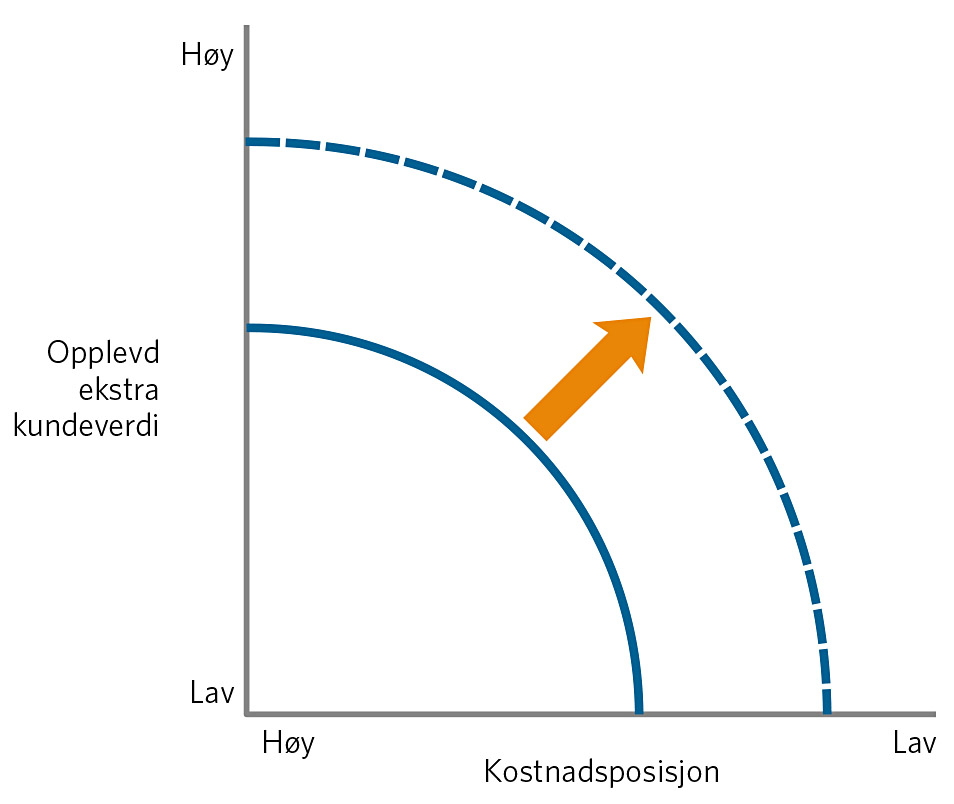 Høy
Opplevd
ekstra
kundeverdi
Lav
Høy
Lav
Kostnadsposisjon